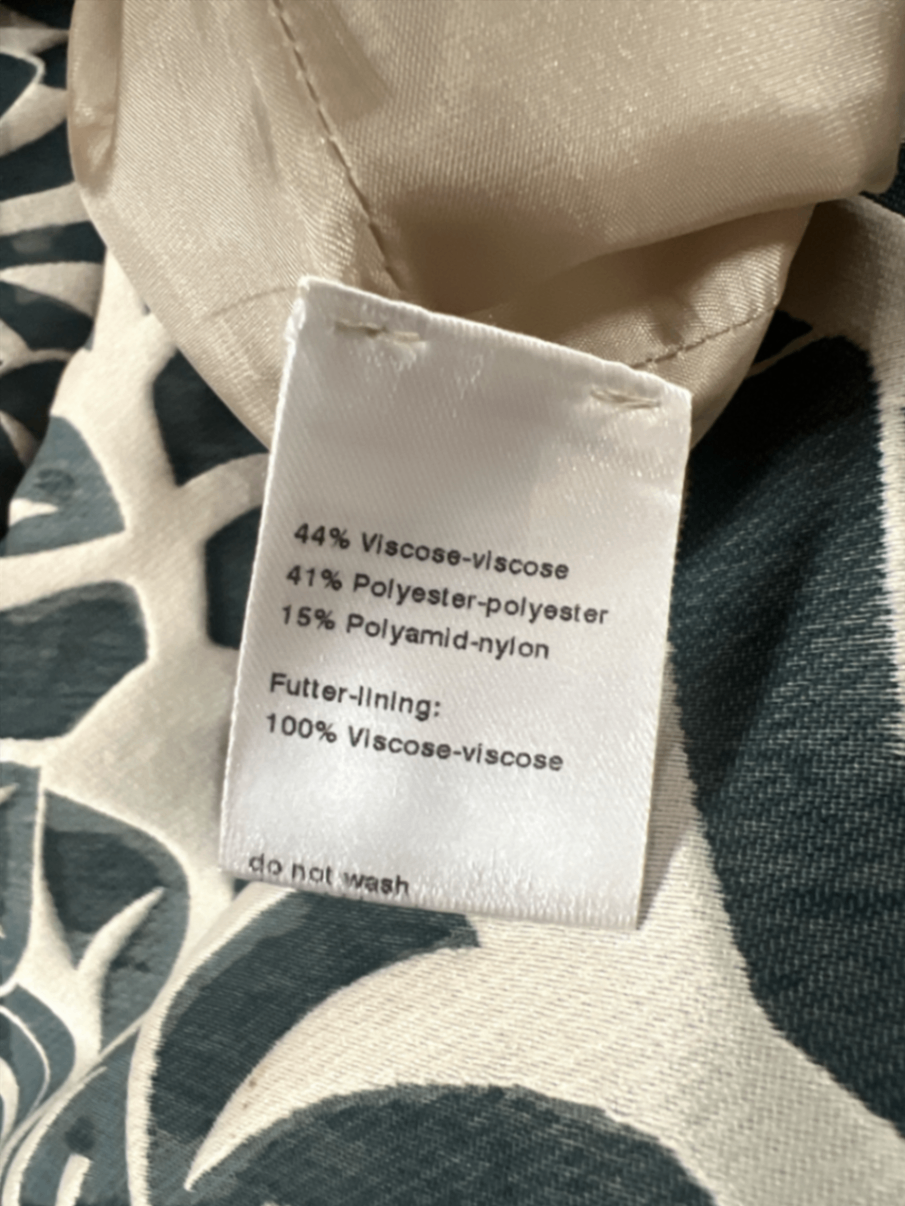 44% Viscose-viscose
41% Polyester-polyester
15% Polyamid-nylon
Futter-lining:
100% Viscose-viscose
do not wash